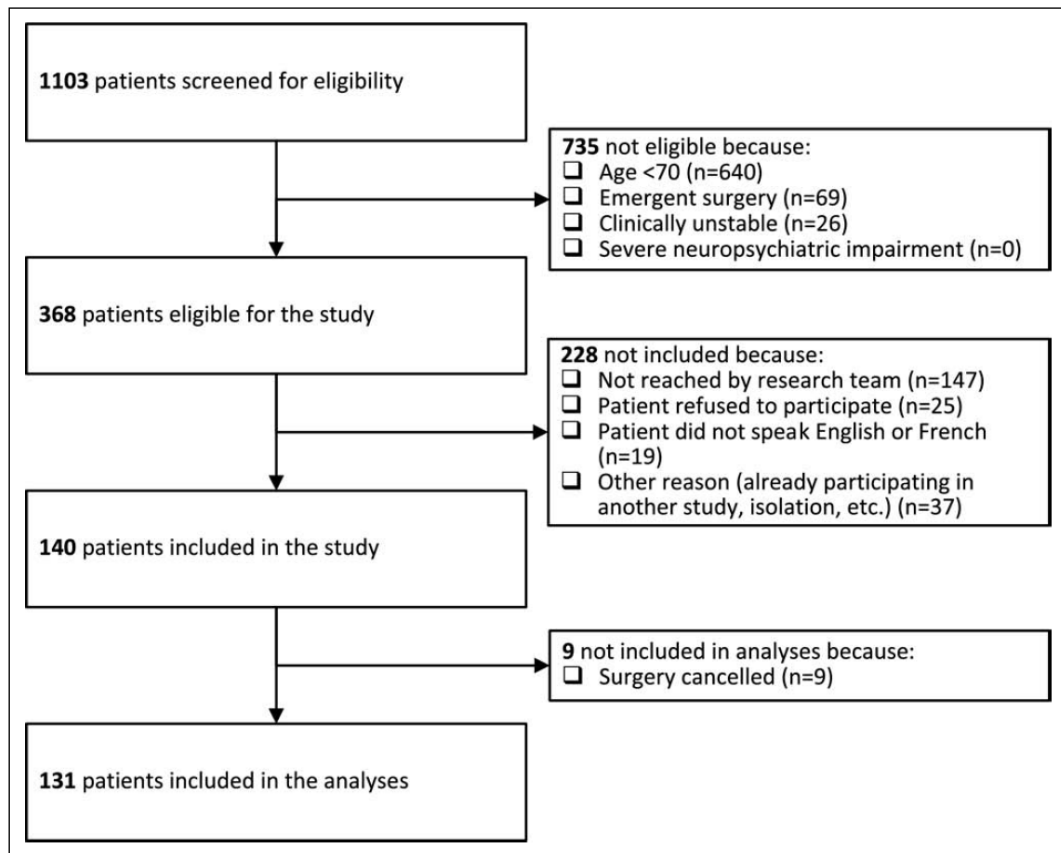 1103 patients screened for eligibility
735 not eligible because:
❑ Age <70 (n=640)
❑ Emergent surgery (n=69)
❑ Clinically unstable (n=26)
❑ Severe neuropsychiatric impairment (n=0)
368 patients eligible for the study
228 not included because:
❑ Not reached by research team (n=147)
❑ Patient refused to participate (n=25)
❑ Patient did not speak English or French
(n=19)
❑ Other reason (already participating in
another study, isolation, etc.) (n=37)
140 patients included in the study
9 not included in analyses because:
❑ Surgery cancelled (n=9)
131 patients included in the analyses